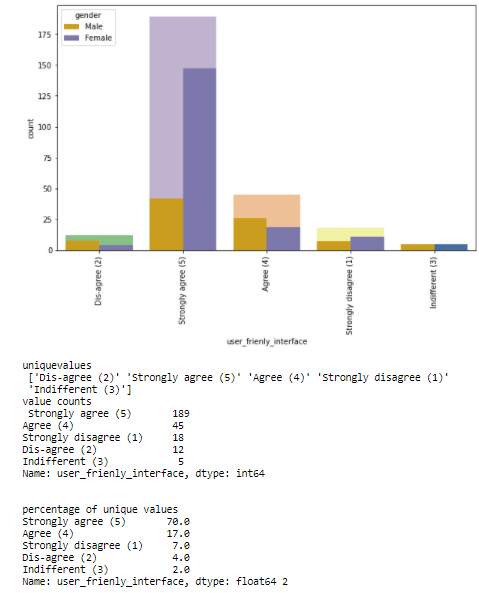 gender
Male
Female
175
150
125
100
75
50
25
0
count
Dis-agree (2)
Strongly agree (5)
Agree (4)
Strongly disagree (1)
Indifferent (3)
user_frienly_interface
uniquevalues
['Dis-agree (2)' 'Strongly agree (5)' 'Agree (4)' 'Strongly disagree (1)'
'Indifferent (3)']
value counts
Strongly agree (5) 189
Agree (4) 45
Strongly disagree (1) 18
Dis-agree (2) 12
Indifferent (3) 5
Name: user_frienly_interface, dtype: int64
percentage of unique values
Strongly agree (5) 70.0
Agree (4) 17.0
Strongly disagree (1) 7.0
Dis-agree (2) 4.0
Indifferent (3) 2.0
Name: user_frienly_interface, dtype: float64 2